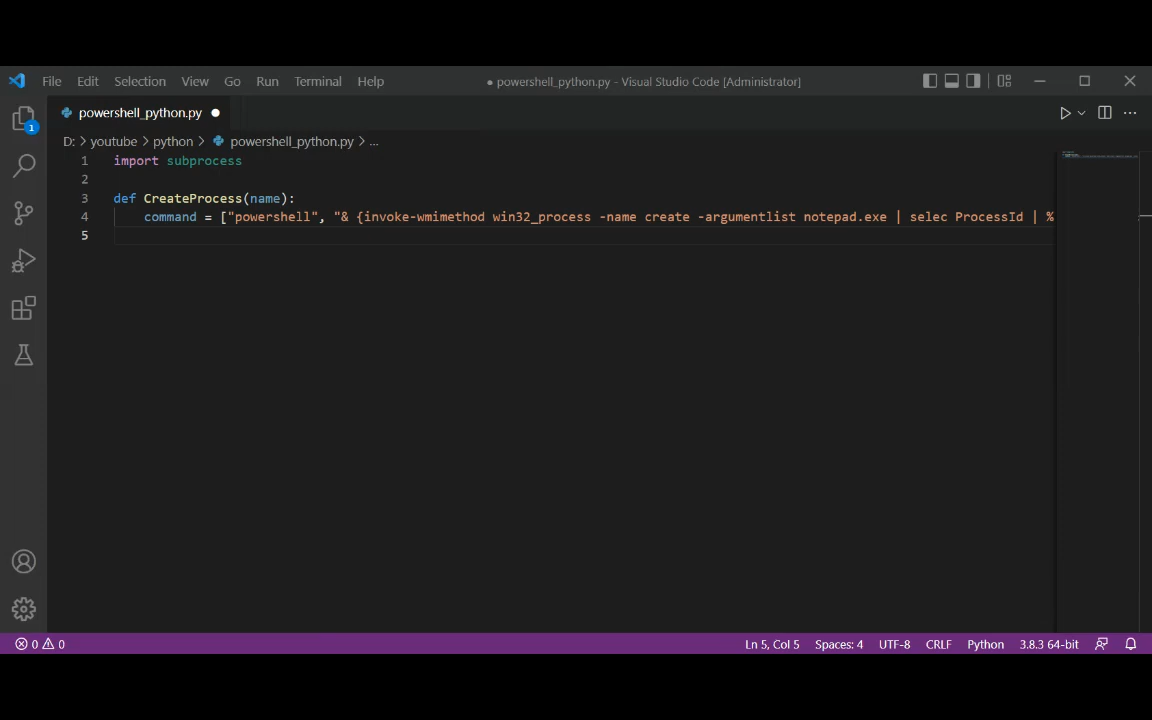 File Edit Selection View Go Run Terminal Help ● powershell_python.py - Visual Studio Code [Administrator]
powershell_python.py ●
D: > youtube > python > powershell_python.py > ...
1 import subprocess
2
3 def CreateProcess(name):
4 command = ["powershell", "& {invoke-wmimethod win32_process -name create -argumentlist notepad.exe | selec ProcessId | %
5
1
0 0 Ln 5, Col 5 Spaces: 4 UTF-8 CRLF Python 3.8.3 64-bit